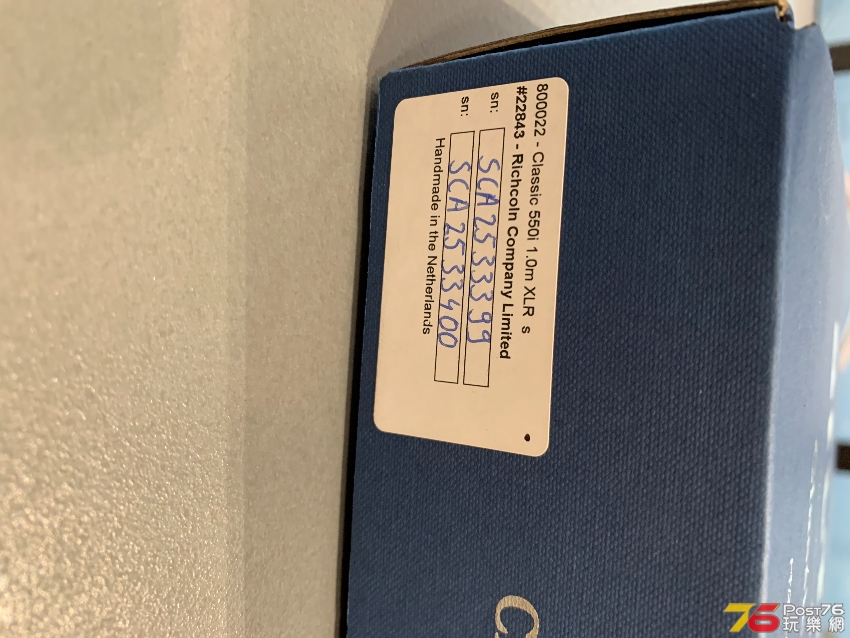 800022 - Classic 550i 1.0m XLR s
#22843 - Richcoln Company Limited
sn: SCA2533399
sn: SCA2533400
Handmade in the Netherlands
76 POST76
玩樂網